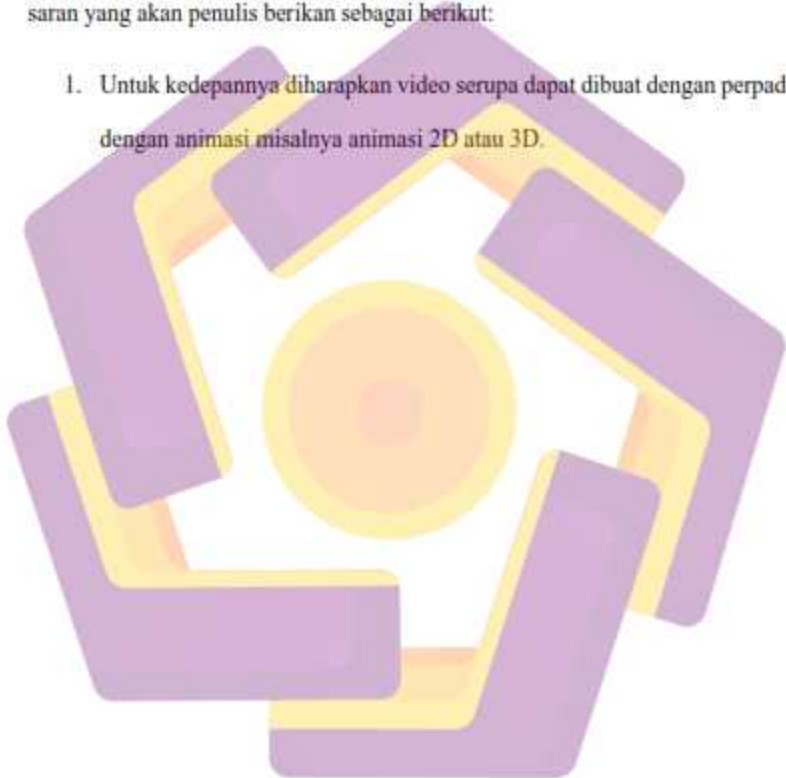 saran yang akan penulis berikan sebagai berikut:
1. Untuk kedepannya diharapkan video serupa dapat dibuat dengan perpad
dengan animasi misalnya animasi 2D atau 3D.